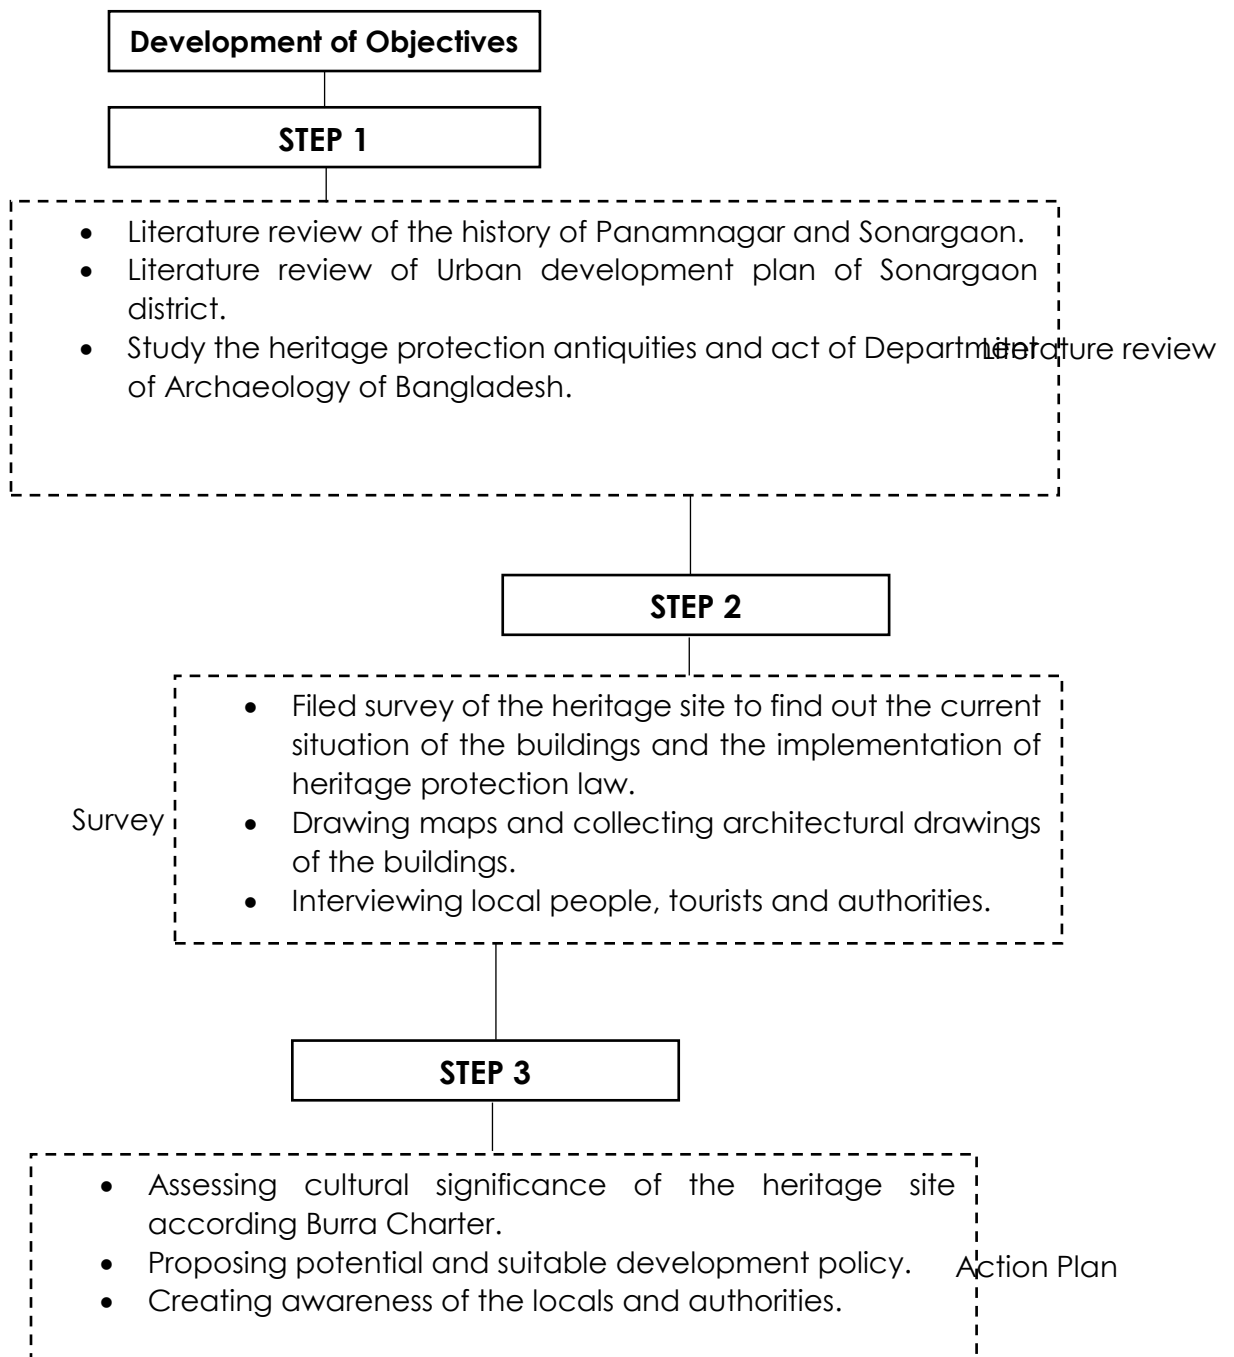 Development of Objectives
STEP 1
• Literature review of the history of Panamnagar and Sonargaon.
• Literature review of Urban development plan of Sonargaon
district.
• Study the heritage protection antiquities and act of Department
of Archaeology of Bangladesh.
Literature review
STEP 2
• Filed survey of the heritage site to find out the current
situation of the buildings and the implementation of
heritage protection law.
Survey
• Drawing maps and collecting architectural drawings
of the buildings.
• Interviewing local people, tourists and authorities.
STEP 3
• Assessing cultural significance of the heritage site
according Burra Charter.
• Proposing potential and suitable development policy.
Action Plan
• Creating awareness of the locals and authorities.